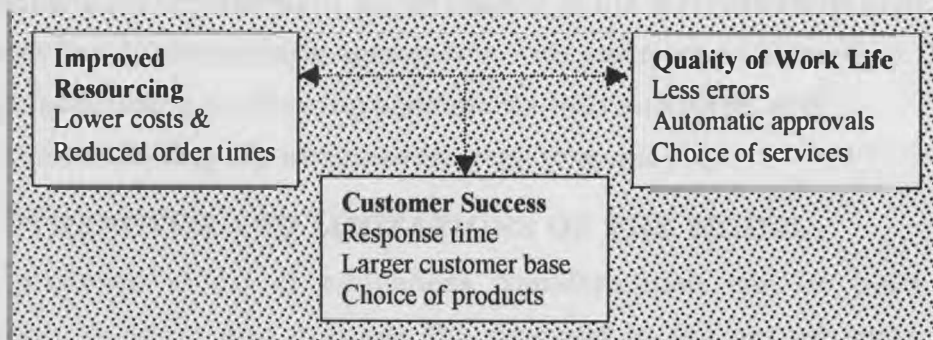 Improved
Resourcing
Lower costs &
Reduced order times
Quality of Work Life
Less errors
Automatic approvals
Choice of services
Customer Success
Response time
Larger customer base
Choice of products